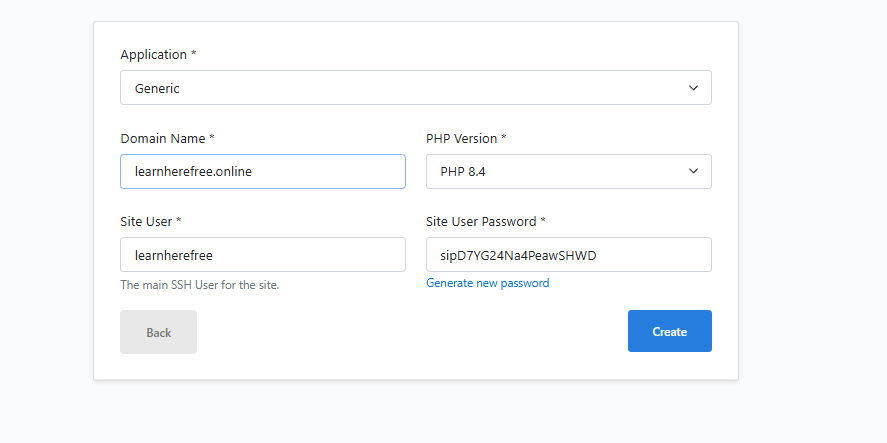 Application *
Generic
Domain Name * PHP Version *
learnherefree.online PHP 8.4
Site User * Site User Password *
learnherefree sipD7YG24Na4PeawSHWD
The main SSH User for the site. Generate new password
Back Create